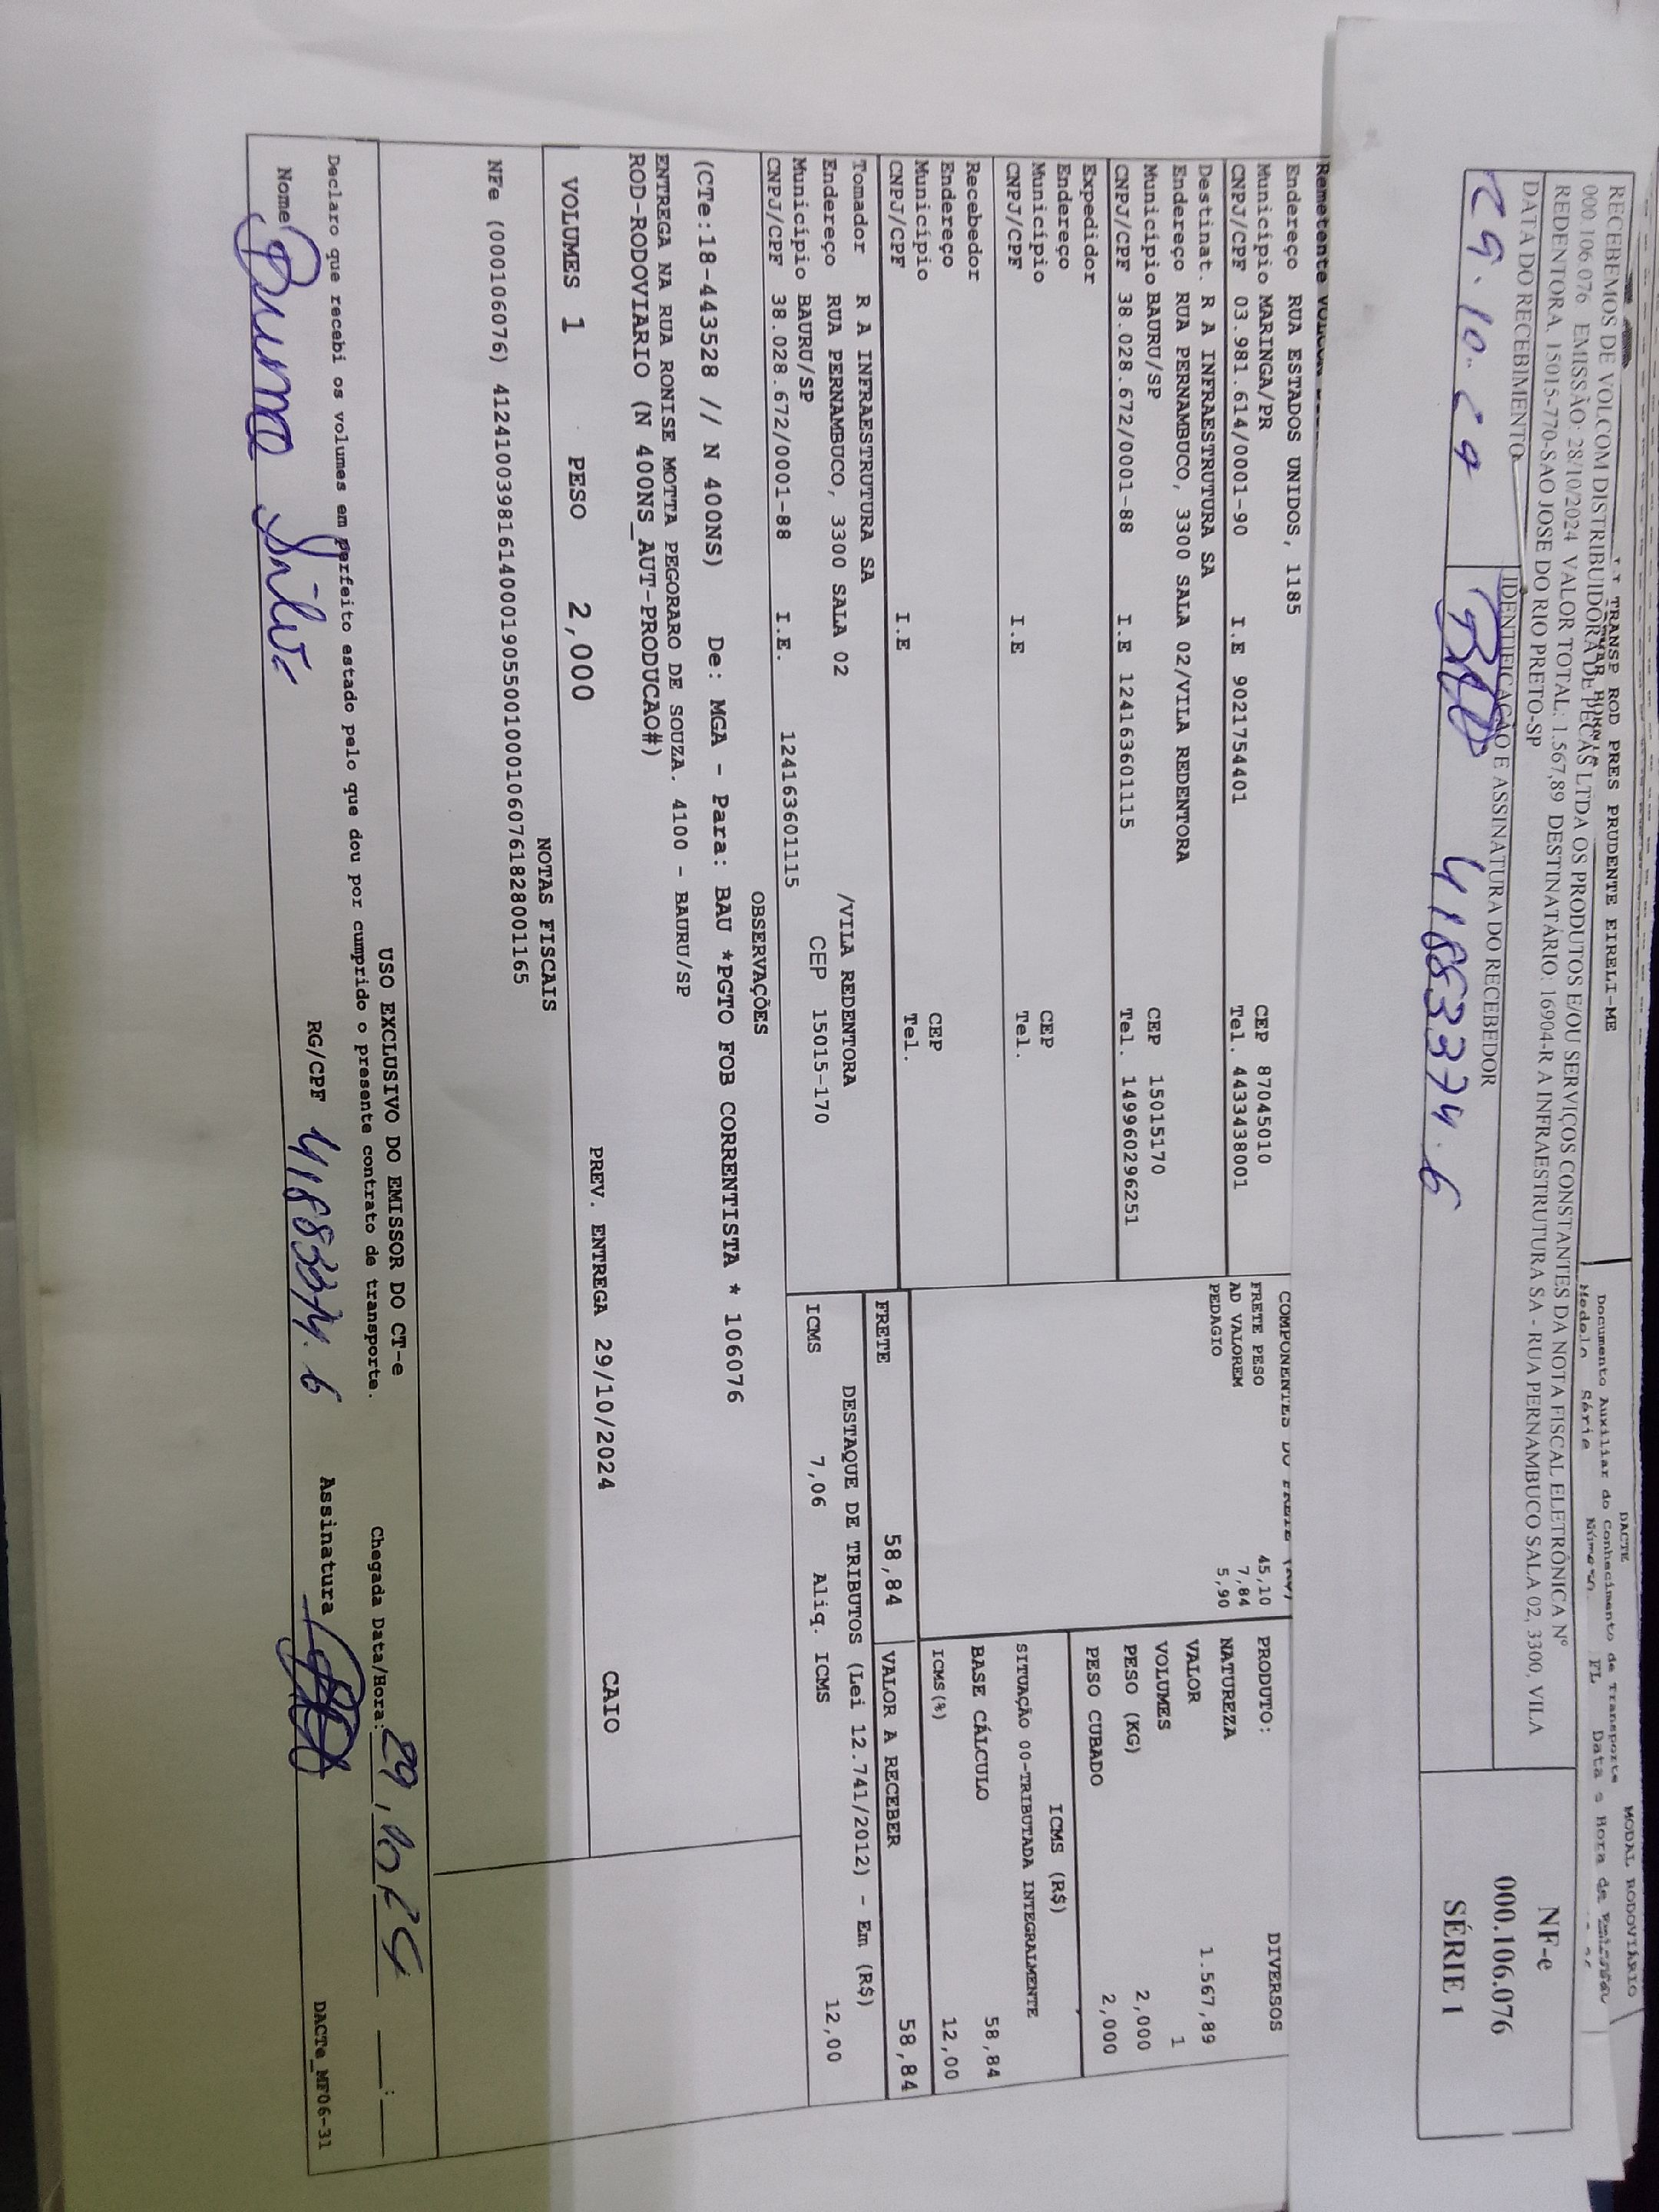 TRANSP ROD PRES PRUDENTE EIRELI-ME
DACTE
MODAL RODOVIÁRIO
Documento Auxiliar do Conhecimento de Transporte
Modelo Série Número FL Data e Hora de Emissão
RECEBEMOS DE VOLCOM DISTRIBUIDORA DE PEÇAS LTDA OS PRODUTOS E/OU SERVIÇOS CONSTANTES DA NOTA FISCAL ELETRÔNICA Nº
000.106.076 EMISSÃO: 28/10/2024 VALOR TOTAL: 1.567,89 DESTINATÁRIO: 16904-R A INFRAESTRUTURA SA - RUA PERNAMBUCO SALA 02, 3300, VILA
REDENTORA, 15015-770-SAO JOSE DO RIO PRETO-SP
DATA DO RECEBIMENTO
IDENTIFICAÇÃO E ASSINATURA DO RECEBEDOR
29.10.24
41883374.6
NF-e
000.106.076
SÉRIE 1
Remetente
Endereço RUA ESTADOS UNIDOS, 1185
Município MARINGA/PR CEP 87045010
CNPJ/CPF 03.981.614/0001-90 I.E 9021754401 Tel. 4433438001
Destinat. R A INFRAESTRUTURA SA
Endereço RUA PERNAMBUCO, 3300 SALA 02/VILA REDENTORA
Município BAURU/SP CEP 15015170
CNPJ/CPF 38.028.672/0001-88 I.E 124163601115 Tel. 149960296251
Expedidor
Endereço
Município CEP
CNPJ/CPF I.E Tel.
Recebedor
Endereço
Município CEP
CNPJ/CPF I.E Tel.
Tomador R A INFRAESTRUTURA SA
Endereço RUA PERNAMBUCO, 3300 SALA 02 /VILA REDENTORA
Município BAURU/SP CEP 15015-170
CNPJ/CPF 38.028.672/0001-88 I.E. 124163601115
COMPONENTES DO FRETE
FRETE PESO 45,10
AD VALOREM 7,84
PEDAGIO 5,90
PRODUTO: DIVERSOS
NATUREZA
VALOR 1.567,89
VOLUMES 1
PESO (KG) 2,000
PESO CUBADO 2,000
ICMS (R$)
SITUAÇÃO 00-TRIBUTADA INTEGRALMENTE
BASE CÁLCULO 58,84
ICMS(%) 12,00
FRETE 58,84 VALOR A RECEBER 58,84
DESTAQUE DE TRIBUTOS (Lei 12.741/2012) - Em (R$)
ICMS 7,06 Aliq. ICMS 12,00
OBSERVAÇÕES
(CTe:18-443528 // N 400NS) De: MGA - Para: BAU *PGTO FOB CORRENTISTA * 106076
ENTREGA NA RUA RONISE MOTTA PEGORARO DE SOUZA. 4100 - BAURU/SP
ROD-RODOVIARIO (N 400NS_AUT-PRODUCAO#)
VOLUMES 1 PESO 2,000 PREV. ENTREGA 29/10/2024 CAIO
NOTAS FISCAIS
NFe (000106076) 41241003981614000190550010001060761828001165
USO EXCLUSIVO DO EMISSOR DO CT-e
Declaro que recebi os volumes em perfeito estado pelo que dou por cumprido o presente contrato de transporte.
Chegada Data/Hora: 29,10,24 :
Nome Bruno Silva RG/CPF 41883374.6 Assinatura
DACTe_MF06-31